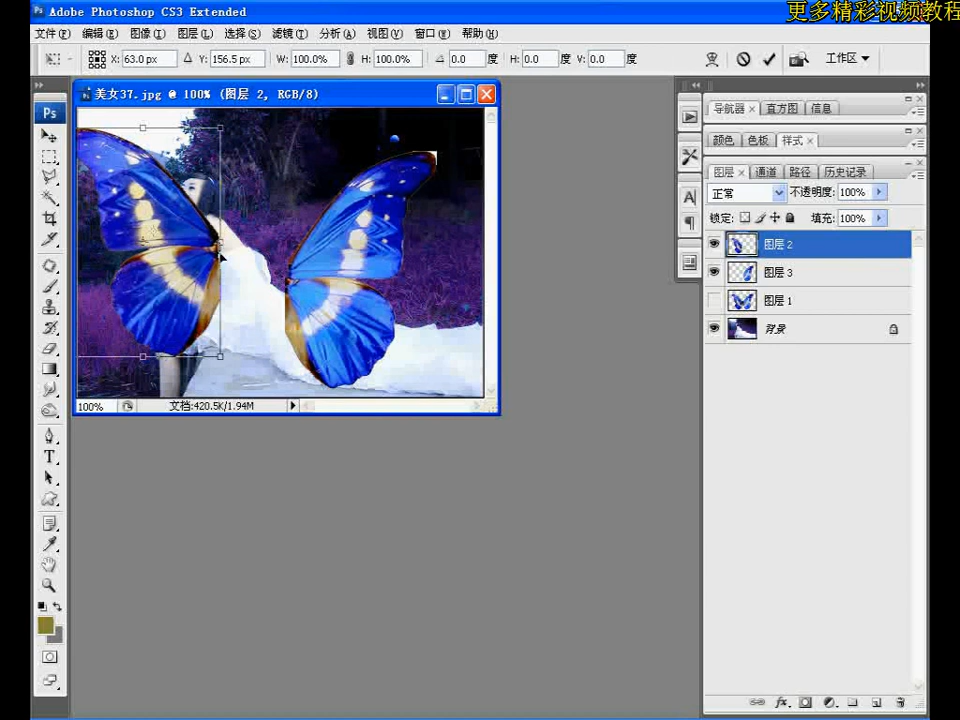 更多精彩视频教程
Adobe Photoshop CS3 Extended
文件(F) 编辑(E) 图像(I) 图层(L) 选择(S) 滤镜(T) 分析(A) 视图(V) 窗口(W) 帮助(H)
X: 63.0 px Δ Y: 156.5 px W: 100.0% H: 100.0% 0.0 度 H: 0.0 度 V: 0.0 度 工作区
美女37.jpg @ 100% (图层 2, RGB/8)
导航器 × 直方图 信息
颜色 色板 样式 ×
图层 × 通道 路径 历史记录
正常 不透明度: 100%
锁定: 填充: 100%
图层 2
图层 3
图层 1
背景
100% 文档:420.5K/1.94M
Ps
A
T
fx